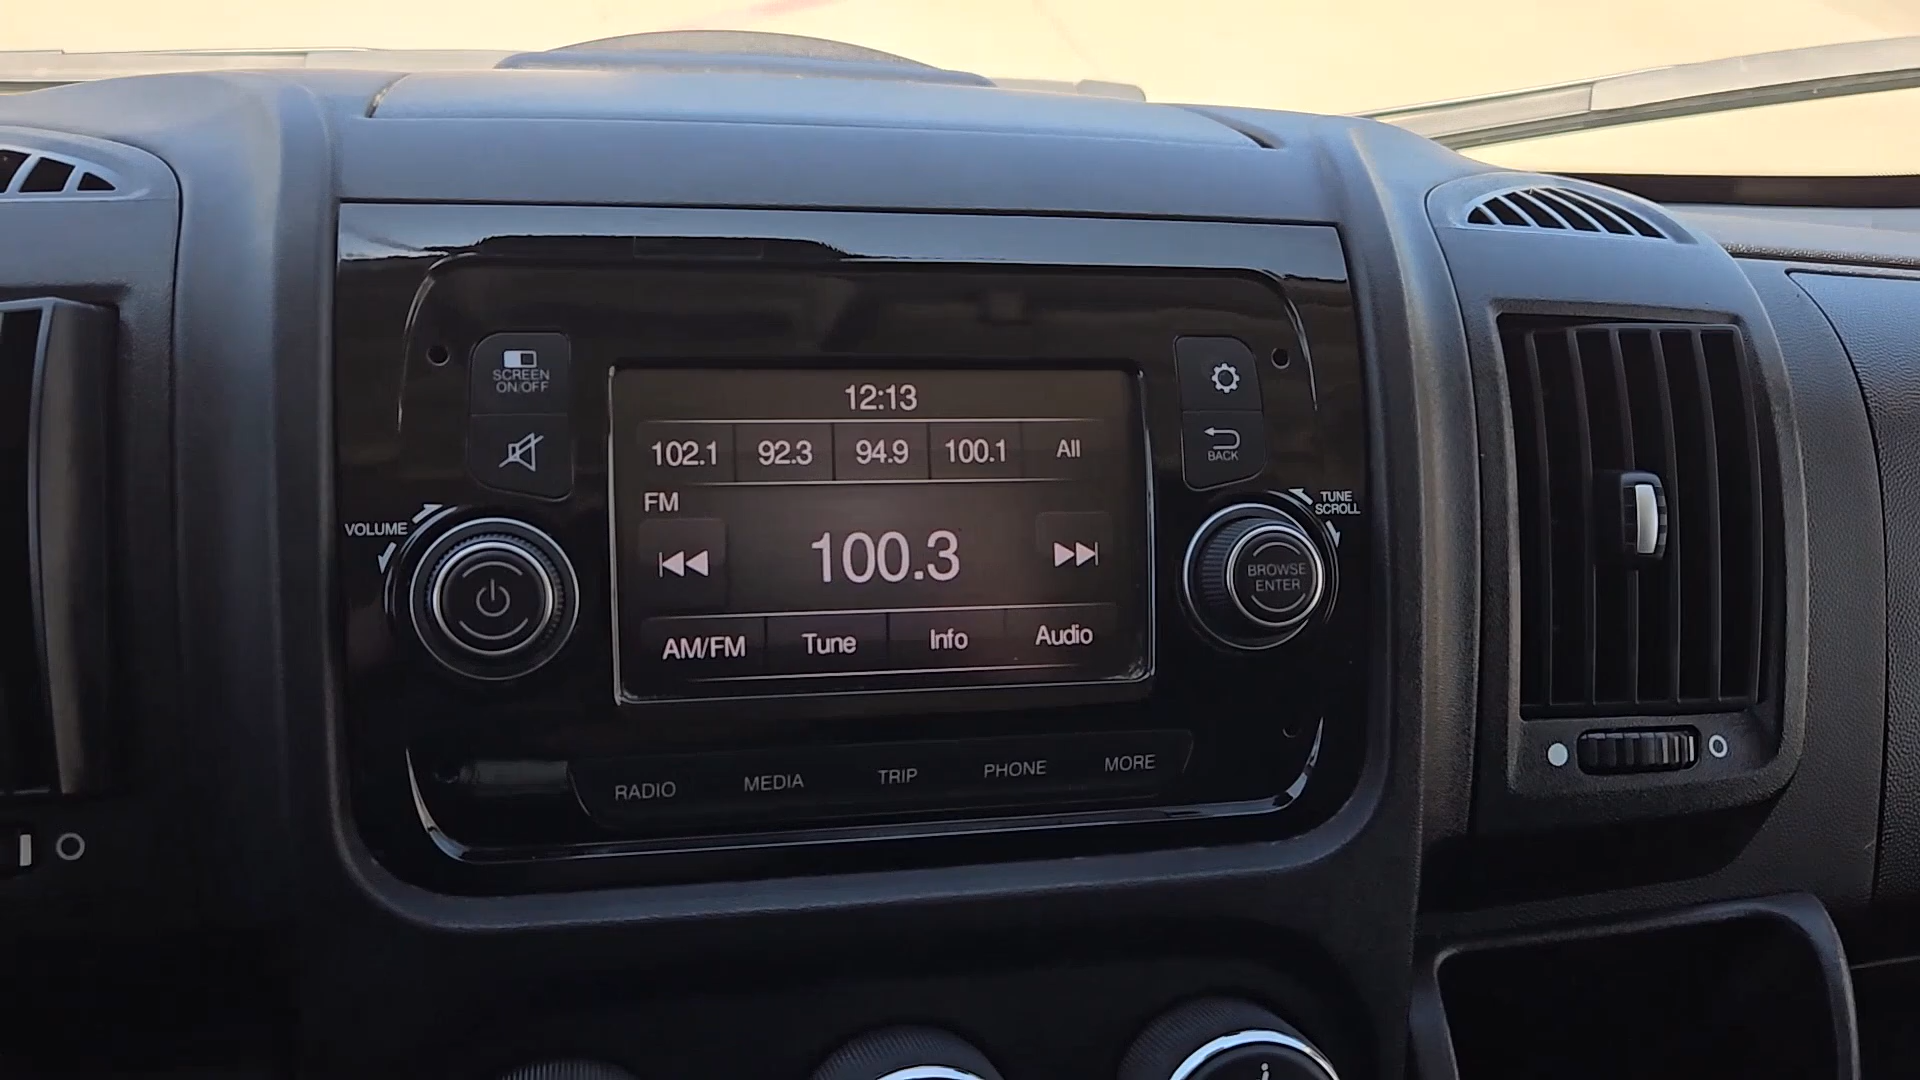 SCREEN
ON/OFF
12:13
102.1 92.3 94.9 100.1 All
BACK
FM
VOLUME
TUNE
SCROLL
100.3
BROWSE
ENTER
AM/FM Tune Info Audio
RADIO MEDIA TRIP PHONE MORE